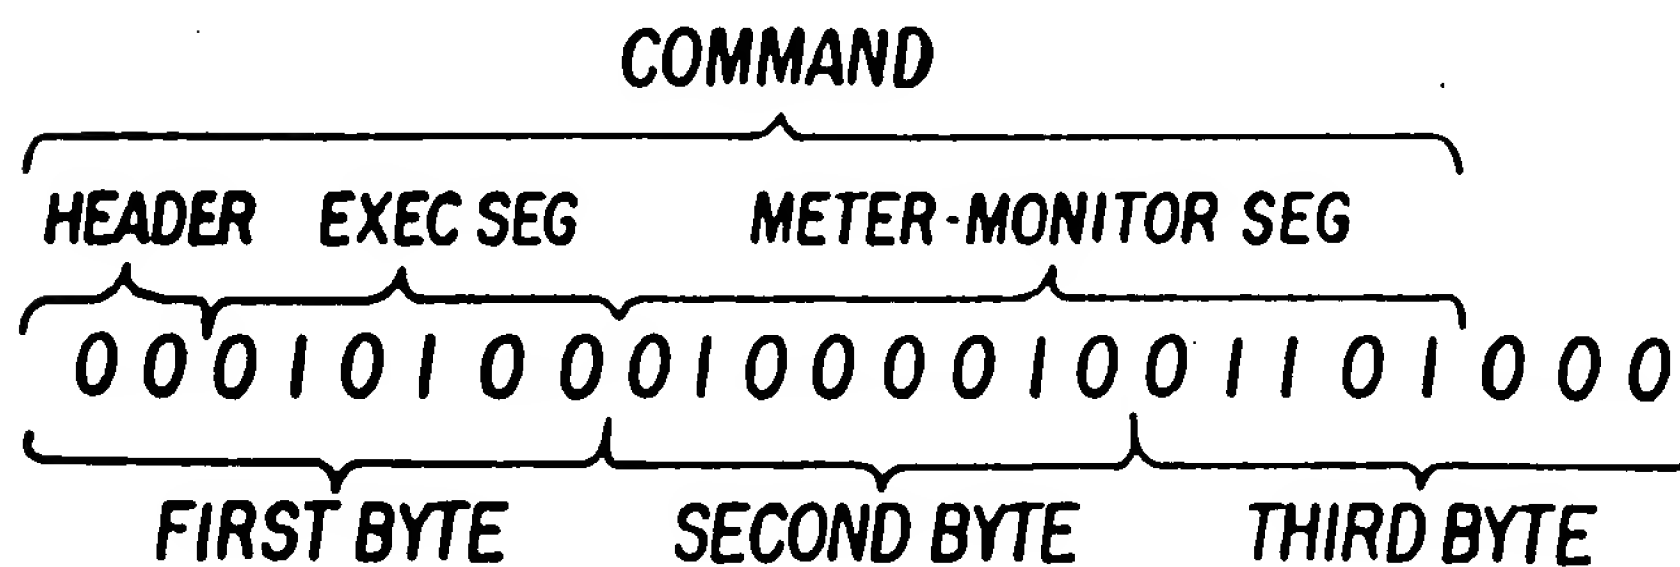 COMMAND
HEADER EXEC SEG METER-MONITOR SEG
0 0 0 1 0 1 0 0 0 1 0 0 0 0 1 0 0 1 1 0 1 0 0 0
FIRST BYTE SECOND BYTE THIRD BYTE